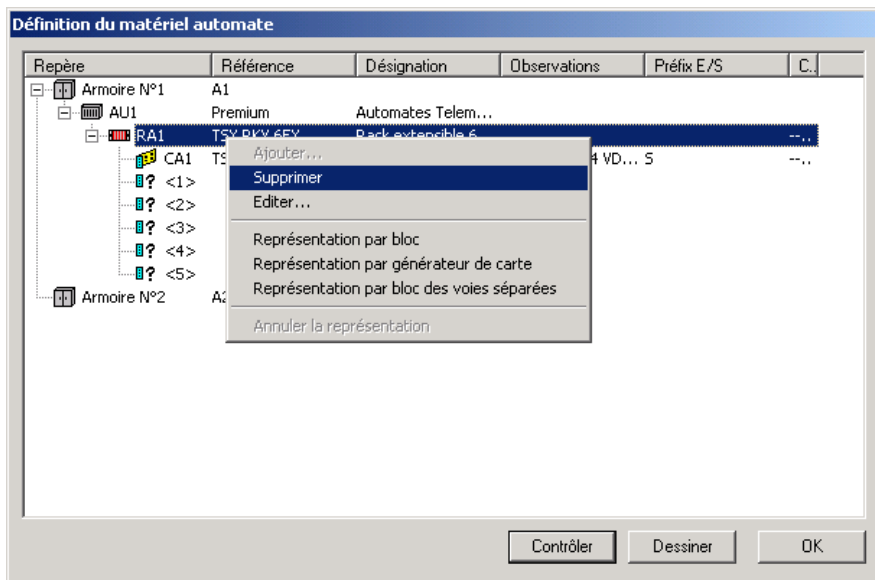 Définition du matériel automate
Repère Référence Désignation Observations Préfix E/S C..
Armoire N°1 A1
AU1 Premium Automates Telem...
RA1 TSX RKY 6EX Rack extensible 6 --..
CA1 4 VD... S --..
Ajouter...
<1>
Supprimer
<2>
Editer...
<3>
Représentation par bloc
<4>
Représentation par générateur de carte
<5>
Représentation par bloc des voies séparées
Armoire N°2
Annuler la représentation
Contrôler Dessiner OK